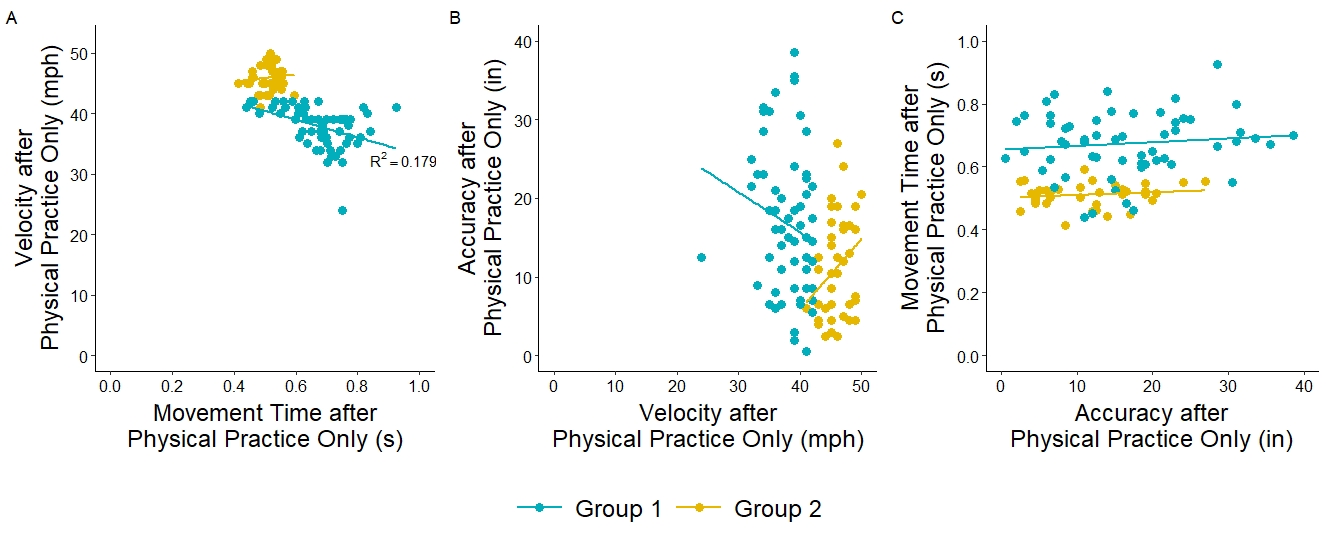 A
Velocity after
Physical Practice Only (mph)
50
40
30
20
10
0
R² = 0.179
0.0 0.2 0.4 0.6 0.8 1.0
Movement Time after
Physical Practice Only (s)
B
Accuracy after
Physical Practice Only (in)
40
30
20
10
0
0 10 20 30 40 50
Velocity after
Physical Practice Only (mph)
C
Movement Time after
Physical Practice Only (s)
1.0
0.8
0.6
0.4
0.2
0.0
0 10 20 30 40
Accuracy after
Physical Practice Only (in)
Group 1 Group 2